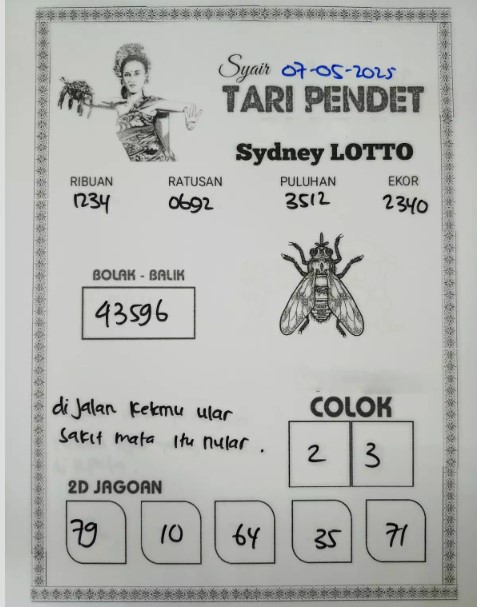 Syair 07-05-2025
TARI PENDET
Sydney LOTTO
RIBUAN RATUSAN PULUHAN EKOR
1234 0692 3512 2340
BOLAK - BALIK
43596
di jalan Kekmu ular
Sakit mata itu nular.
COLOK
2 3
2D JAGOAN
79 10 64 35 71